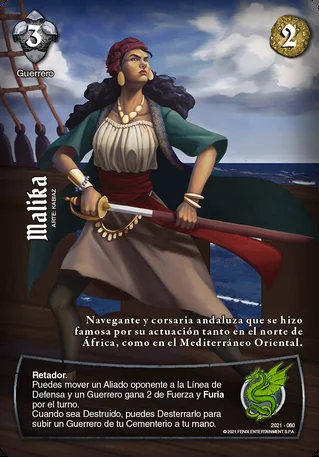 3
2
Guerrero
Malika
ARTE: KABIAZ
Navegante y corsaria andaluza que se hizo
famosa por su actuación tanto en el norte de
África, como en el Mediterráneo Oriental.
Retador.
Puedes mover un Aliado oponente a la Línea de
Defensa y un Guerrero gana 2 de Fuerza y Furia
por el turno.
Cuando sea Destruido, puedes Desterrarlo para
subir un Guerrero de tu Cementerio a tu mano.
2021 - 060
©2021 FENIX ENTERTAINMENT S.P.A.